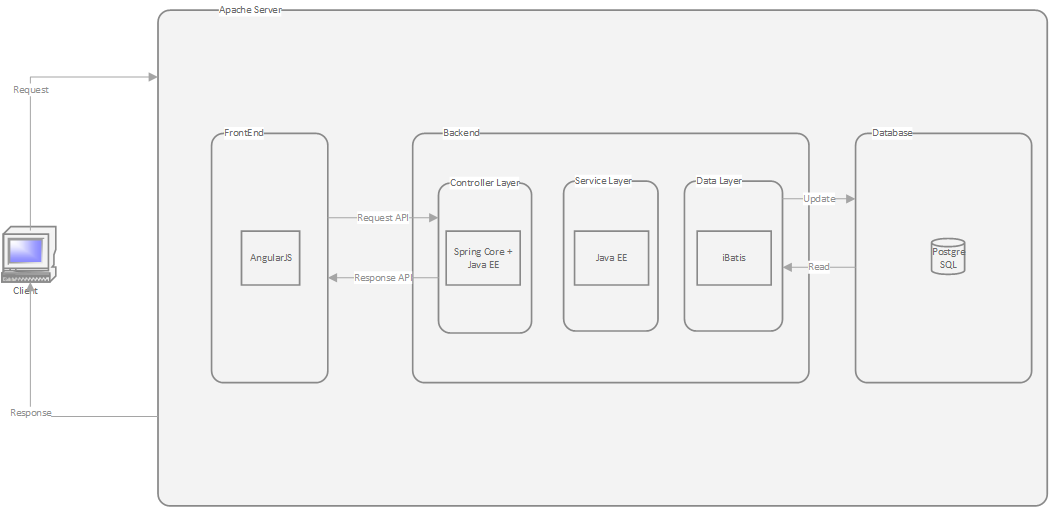 Apache Server
Request
FrontEnd
Backend
Database
Controller Layer
Service Layer
Data Layer
Update
Request API
AngularJS
Spring Core +
Java EE
Java EE
iBatis
Postgre
SQL
Read
Response API
Client
Response